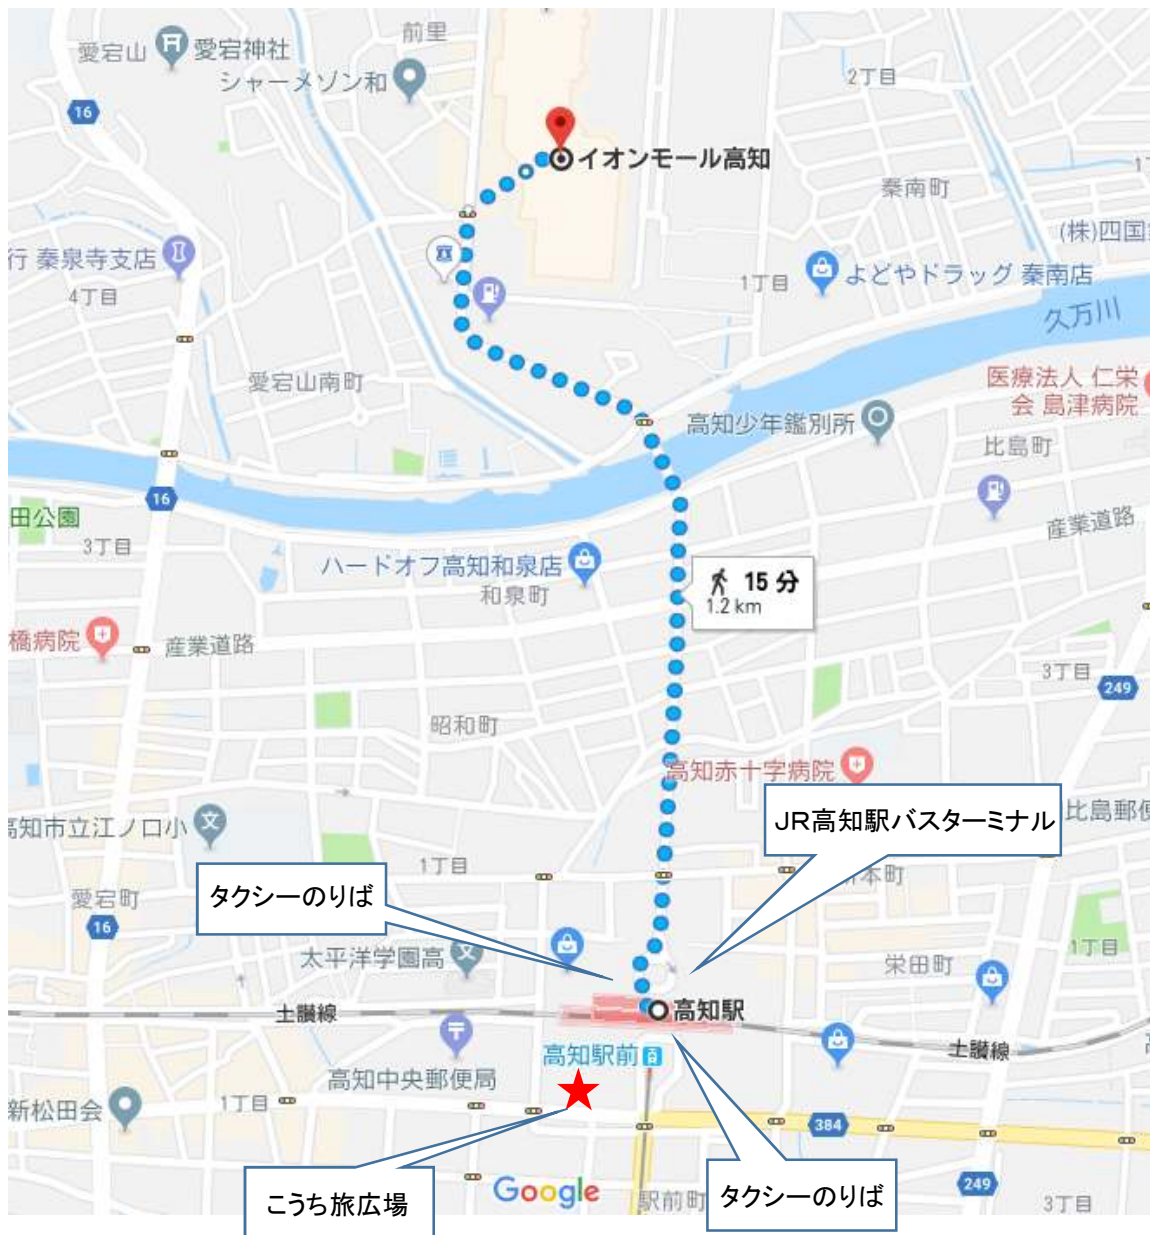 前里
愛宕山
愛宕神社
シャーメゾン和
2丁目
16
イオンモール高知
秦南町
(株)四国
行 秦泉寺支店
4丁目
1丁目
よどやドラッグ 秦南店
久万川
愛宕山南町
医療法人 仁栄
会 島津病院
高知少年鑑別所
比島町
16
田公園
3丁目
産業道路
ハードオフ高知和泉店
和泉町
15 分
1.2 km
橋病院
産業道路
3丁目
249
昭和町
高知赤十字病院
JR高知駅バスターミナル
比島郵便
高知市立江ノ口小
1丁目
本町
タクシーのりば
愛宕町
16
太平洋学園高
栄田町
1丁目
土讃線
高知駅
土讃線
高知駅前
高知中央郵便局
新松田会
1丁目
384
こうち旅広場
Google
駅前町
タクシーのりば
249
3丁目